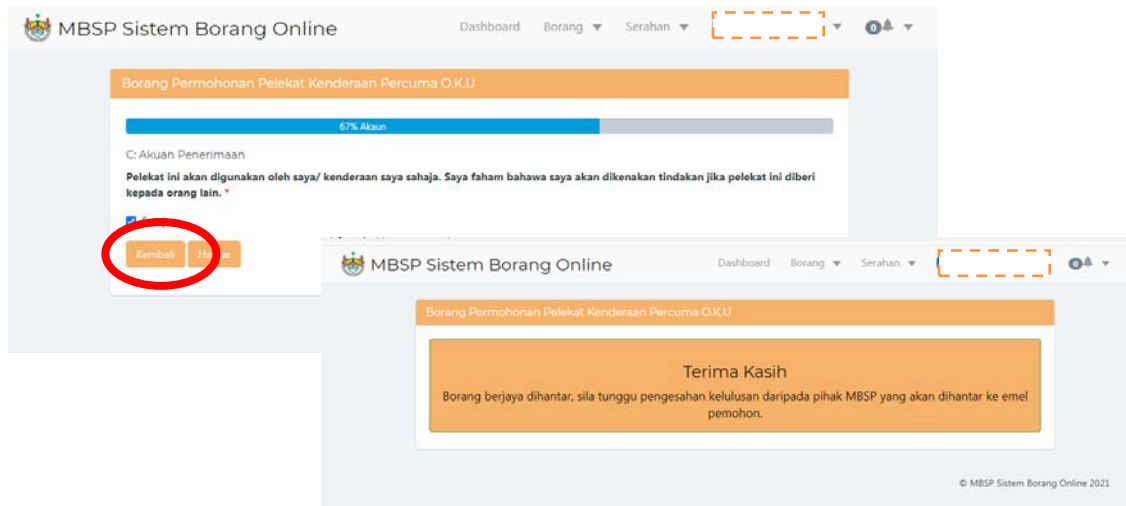 MBSP Sistem Borang Online
Dashboard Borang Serahan 0
Borang Permohonan Pelekat Kenderaan Percuma O.K.U
67% Akaun
C: Akuan Penerimaan
Pelekat ini akan digunakan oleh saya/ kenderaan saya sahaja. Saya faham bahawa saya akan dikenakan tindakan jika pelekat ini diberi
kepada orang lain. *
Kembali
MBSP Sistem Borang Online
Dashboard Borang Serahan 0
Borang Permohonan Pelekat Kenderaan Percuma O.K.U
Terima Kasih
Borang berjaya dihantar, sila tunggu pengesahan kelulusan daripada pihak MBSP yang akan dihantar ke emel
pemohon.
© MBSP Sistem Borang Online 2021